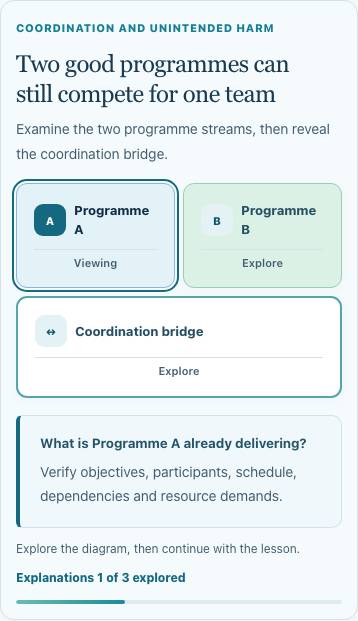 COORDINATION AND UNINTENDED HARM
Two good programmes can
still compete for one team
Examine the two programme streams, then reveal
the coordination bridge.
A
Programme
A
Viewing
B
Programme
B
Explore
↔
Coordination bridge
Explore
What is Programme A already delivering?
Verify objectives, participants, schedule,
dependencies and resource demands.
Explore the diagram, then continue with the lesson.
Explanations 1 of 3 explored